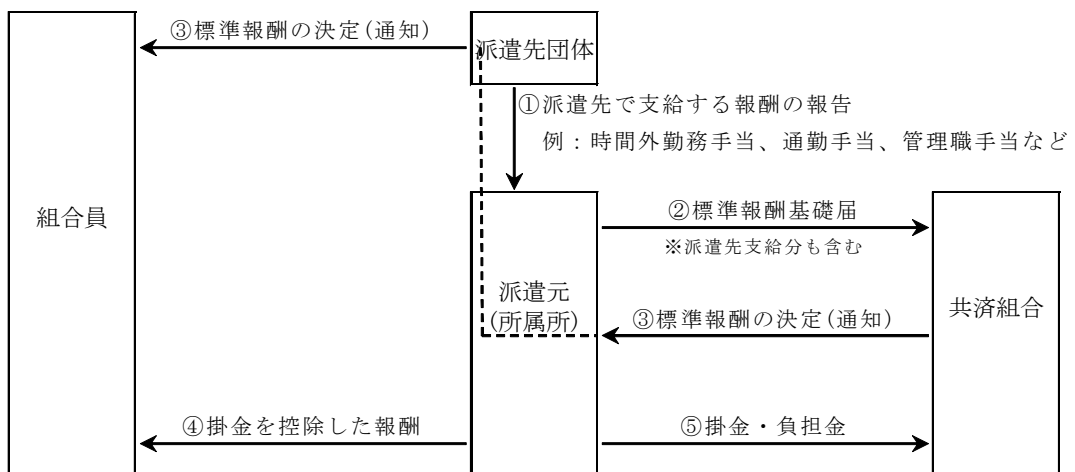 ③標準報酬の決定(通知)
派遣先団体
①派遣先で支給する報酬の報告
例：時間外勤務手当、通勤手当、管理職手当など
組合員
②標準報酬基礎届
※派遣先支給分も含む
派遣元
(所属所)
③標準報酬の決定(通知)
共済組合
④掛金を控除した報酬
⑤掛金・負担金